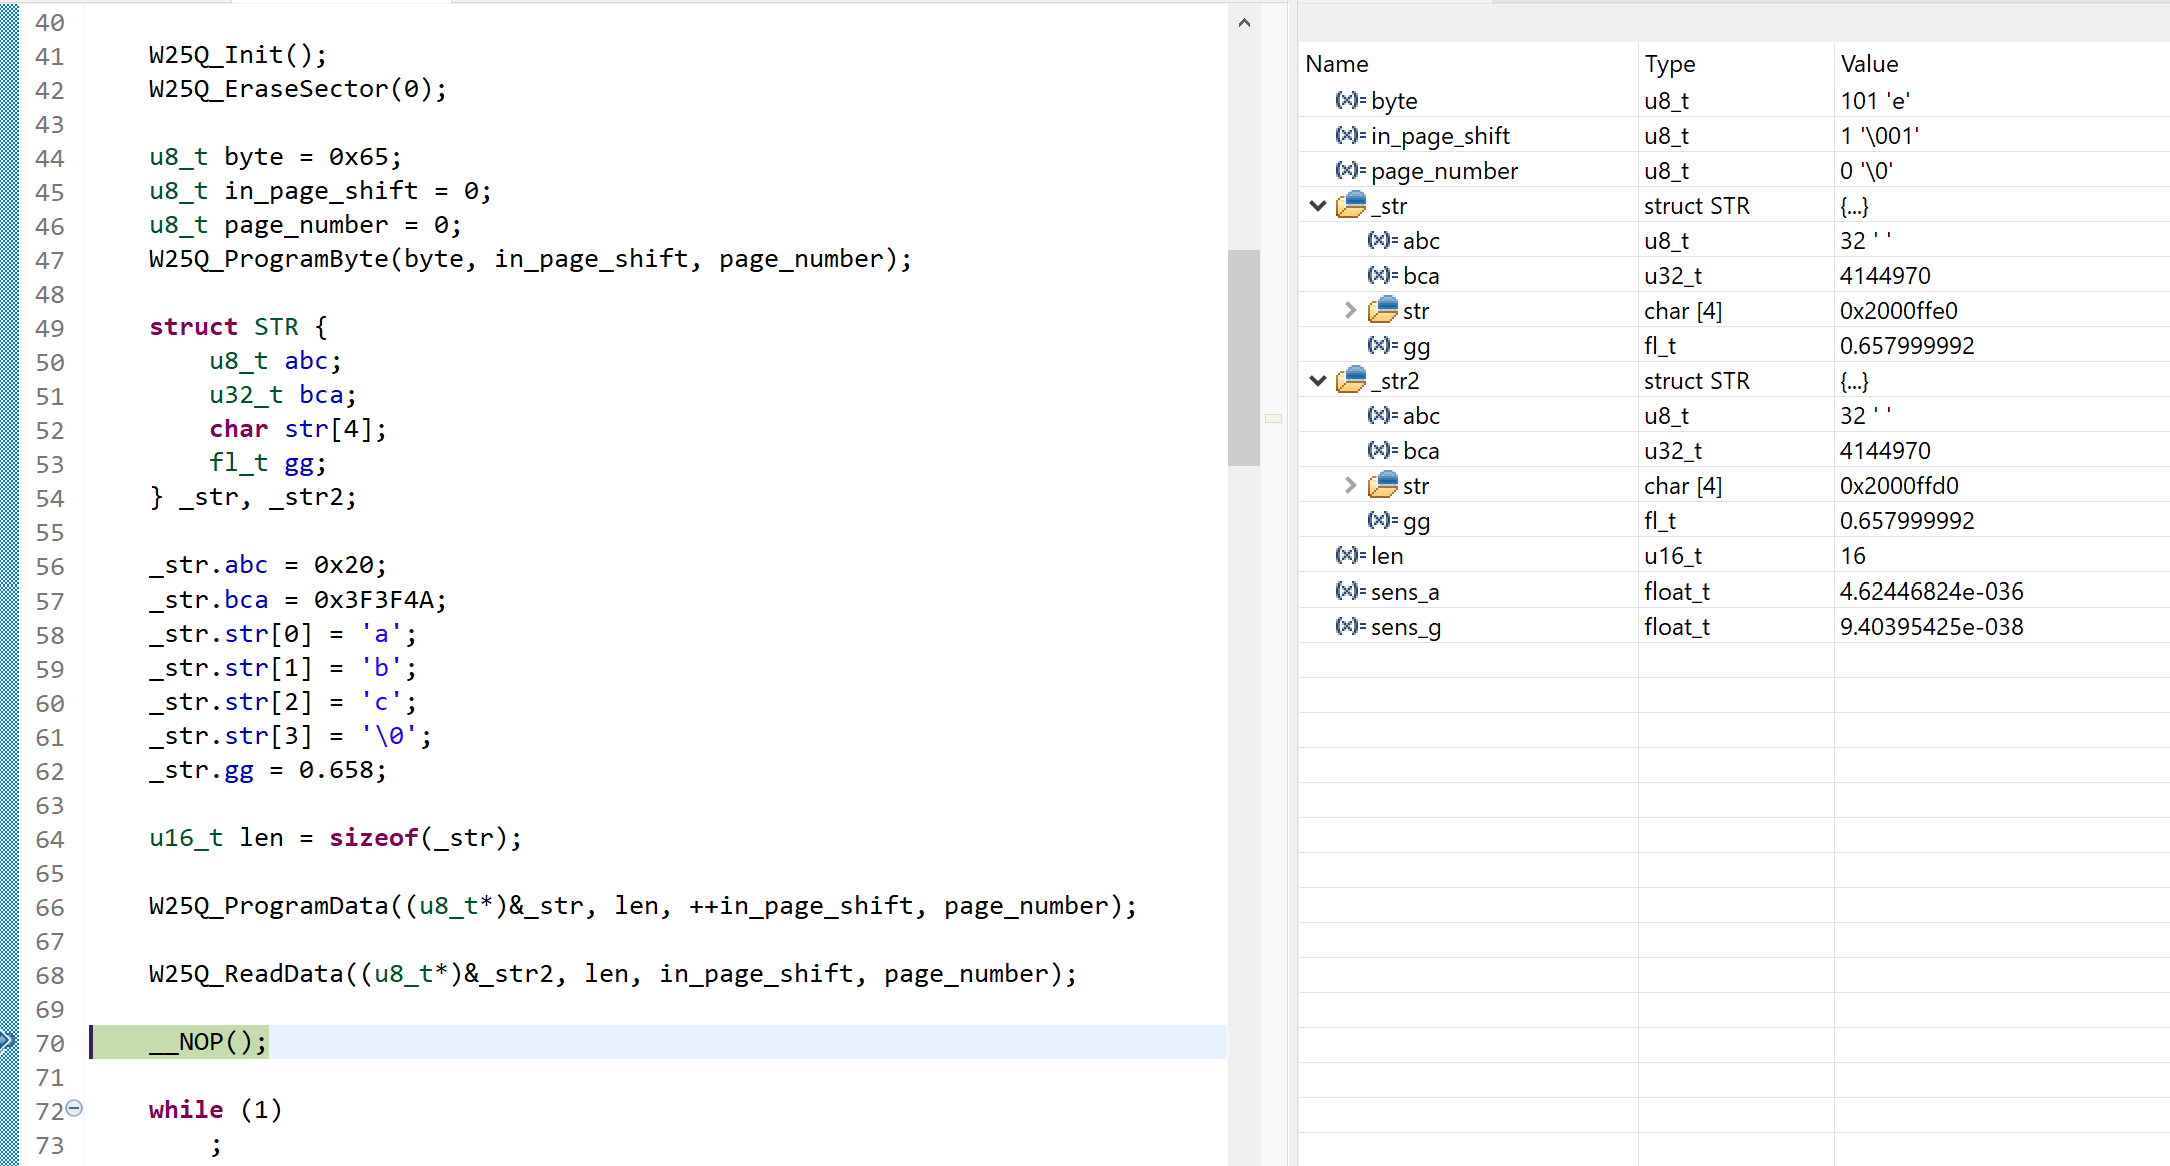 40
41 W25Q_Init();
42 W25Q_EraseSector(0);
43
44 u8_t byte = 0x65;
45 u8_t in_page_shift = 0;
46 u8_t page_number = 0;
47 W25Q_ProgramByte(byte, in_page_shift, page_number);
48
49 struct STR {
50 u8_t abc;
51 u32_t bca;
52 char str[4];
53 fl_t gg;
54 } _str, _str2;
55
56 _str.abc = 0x20;
57 _str.bca = 0x3F3F4A;
58 _str.str[0] = 'a';
59 _str.str[1] = 'b';
60 _str.str[2] = 'c';
61 _str.str[3] = '\0';
62 _str.gg = 0.658;
63
64 u16_t len = sizeof(_str);
65
66 W25Q_ProgramData((u8_t*)&_str, len, ++in_page_shift, page_number);
67
68 W25Q_ReadData((u8_t*)&_str2, len, in_page_shift, page_number);
69
70 __NOP();
71
72 while (1)
73 ;
Name Type Value
(x)= byte u8_t 101 'e'
(x)= in_page_shift u8_t 1 '\001'
(x)= page_number u8_t 0 '\0'
_str struct STR {...}
(x)= abc u8_t 32 ' '
(x)= bca u32_t 4144970
str char [4] 0x2000ffe0
(x)= gg fl_t 0.657999992
_str2 struct STR {...}
(x)= abc u8_t 32 ' '
(x)= bca u32_t 4144970
str char [4] 0x2000ffd0
(x)= gg fl_t 0.657999992
(x)= len u16_t 16
(x)= sens_a float_t 4.62446824e-036
(x)= sens_g float_t 9.40395425e-038